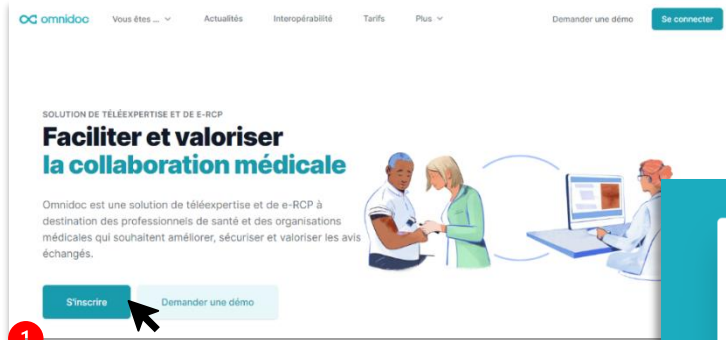 omnidoc Vous êtes ... Actualités Interopérabilité Tarifs Plus Demander une démo Se connecter
SOLUTION DE TÉLÉEXPERTISE ET DE E-RCP
Faciliter et valoriser
la collaboration médicale
Omnidoc est une solution de téléexpertise et de e-RCP à
destination des professionnels de santé et des organisations
médicales qui souhaitent améliorer, sécuriser et valoriser les avis
échangés.
S'inscrire Demander une démo
1